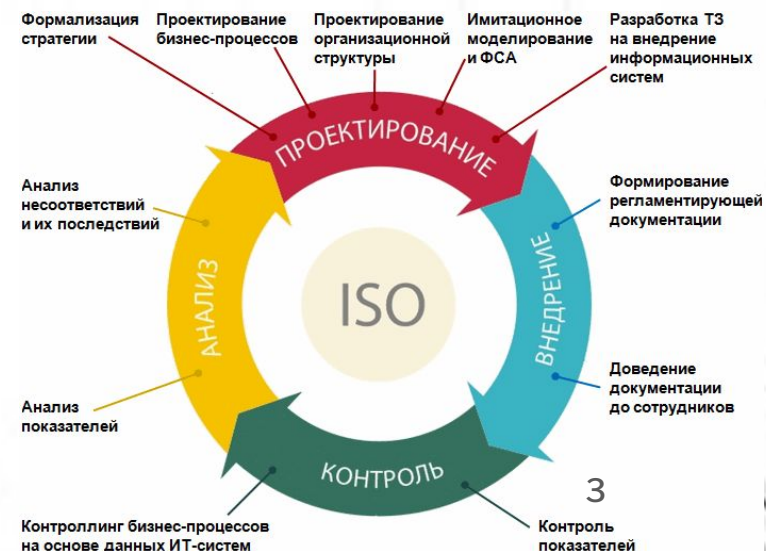 Формализация
стратегии
Проектирование
бизнес-процессов
Проектирование
организационной
структуры
Имитационное
моделирование
и ФСА
Разработка ТЗ
на внедрение
информационных
систем
ПРОЕКТИРОВАНИЕ
Анализ
несоответствий
и их последствий
Формирование
регламентирующей
документации
АНАЛИЗ
ISO
ВНЕДРЕНИЕ
Анализ
показателей
Доведение
документации
до сотрудников
КОНТРОЛЬ
3
Контроллинг бизнес-процессов
на основе данных ИТ-систем
Контроль
показателей